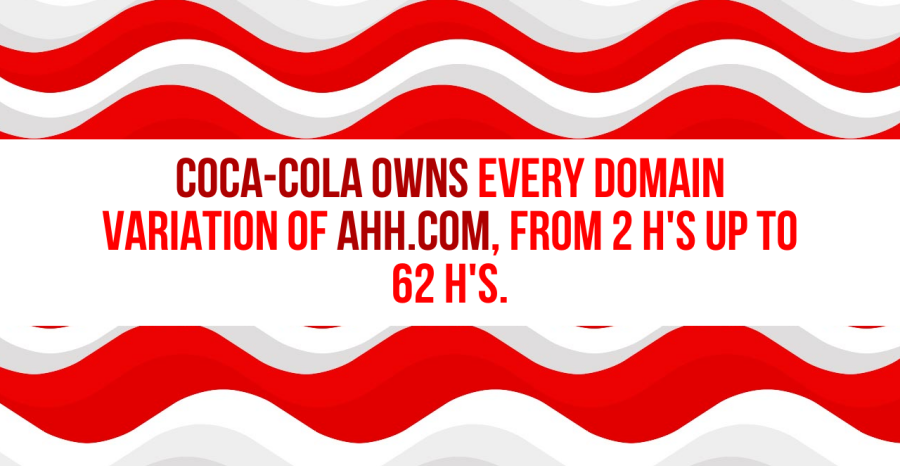 COCA-COLA OWNS EVERY DOMAIN
VARIATION OF AHH.COM, FROM 2 H'S UP TO
62 H'S.